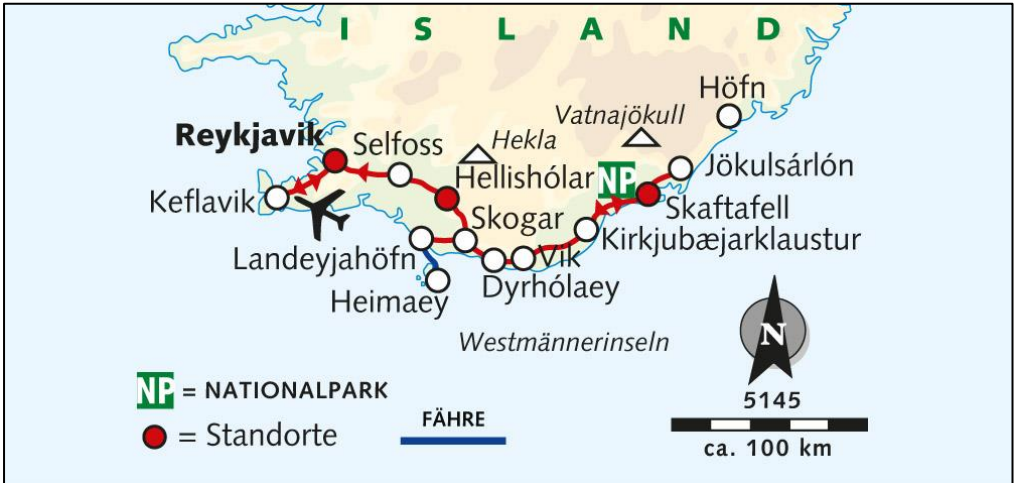 I S L A N D
Höfn
Vatnajökull
Reykjavik
Selfoss
Hekla
Jökulsárlón
Hellishólar
NP
Keflavik
Skaftafell
Skogar
Kirkjubæjarklaustur
Landeyjahöfn
Vik
Dyrhólaey
Heimaey
Westmännerinseln
N
NP = NATIONALPARK
5145
FÄHRE
= Standorte
ca. 100 km